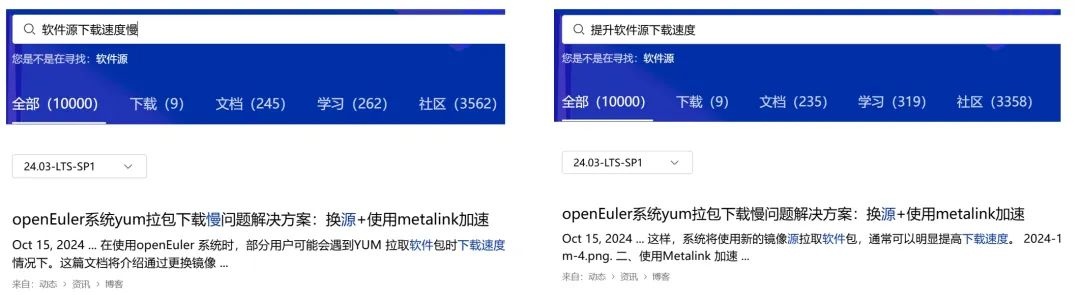 软件源下载速度慢
您是不是在寻找：软件源
全部（10000） 下载（9） 文档（245） 学习（262） 社区（3562）
24.03-LTS-SP1
openEuler系统yum拉包下载慢问题解决方案：换源+使用metalink加速
Oct 15, 2024 ... 在使用openEuler 系统时，部分用户可能会遇到YUM 拉取软件包时下载速度
情况下。这篇文档将介绍通过更换镜像 ...
来自：动态 > 资讯 > 博客
提升软件源下载速度
您是不是在寻找：软件源
全部（10000） 下载（9） 文档（235） 学习（319） 社区（3358）
24.03-LTS-SP1
openEuler系统yum拉包下载慢问题解决方案：换源+使用metalink加速
Oct 15, 2024 ... 这样，系统将使用新的镜像源拉取软件包，通常可以明显提高下载速度。 2024-1
m-4.png. 二、使用Metalink 加速 ...
来自：动态 > 资讯 > 博客